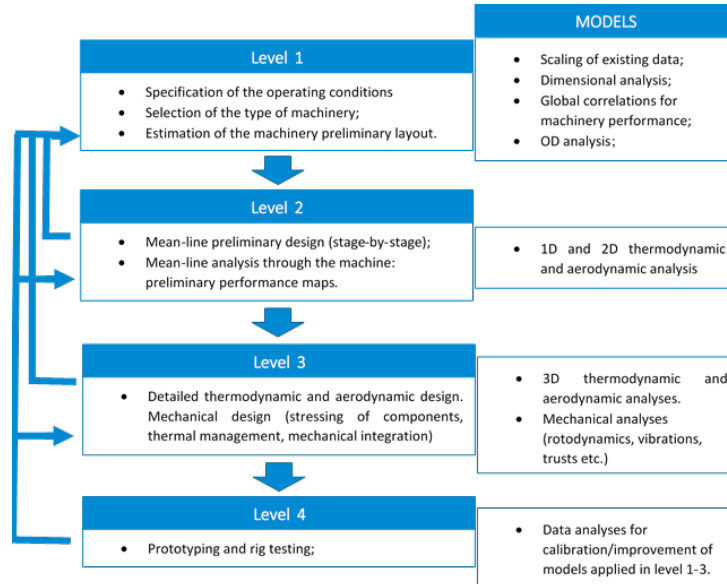 MODELS
Level 1
• Specification of the operating conditions
• Selection of the type of machinery;
• Estimation of the machinery preliminary layout.
• Scaling of existing data;
• Dimensional analysis;
• Global correlations for
machinery performance;
• OD analysis;
Level 2
• Mean-line preliminary design (stage-by-stage);
• Mean-line analysis through the machine:
preliminary performance maps.
• 1D and 2D thermodynamic
and aerodynamic analysis
Level 3
• Detailed thermodynamic and aerodynamic design.
Mechanical design (stressing of components,
thermal management, mechanical integration)
• 3D thermodynamic and
aerodynamic analyses.
• Mechanical analyses
(rotodynamics, vibrations,
trusts etc.)
Level 4
• Prototyping and rig testing;
• Data analyses for
calibration/improvement of
models applied in level 1-3.